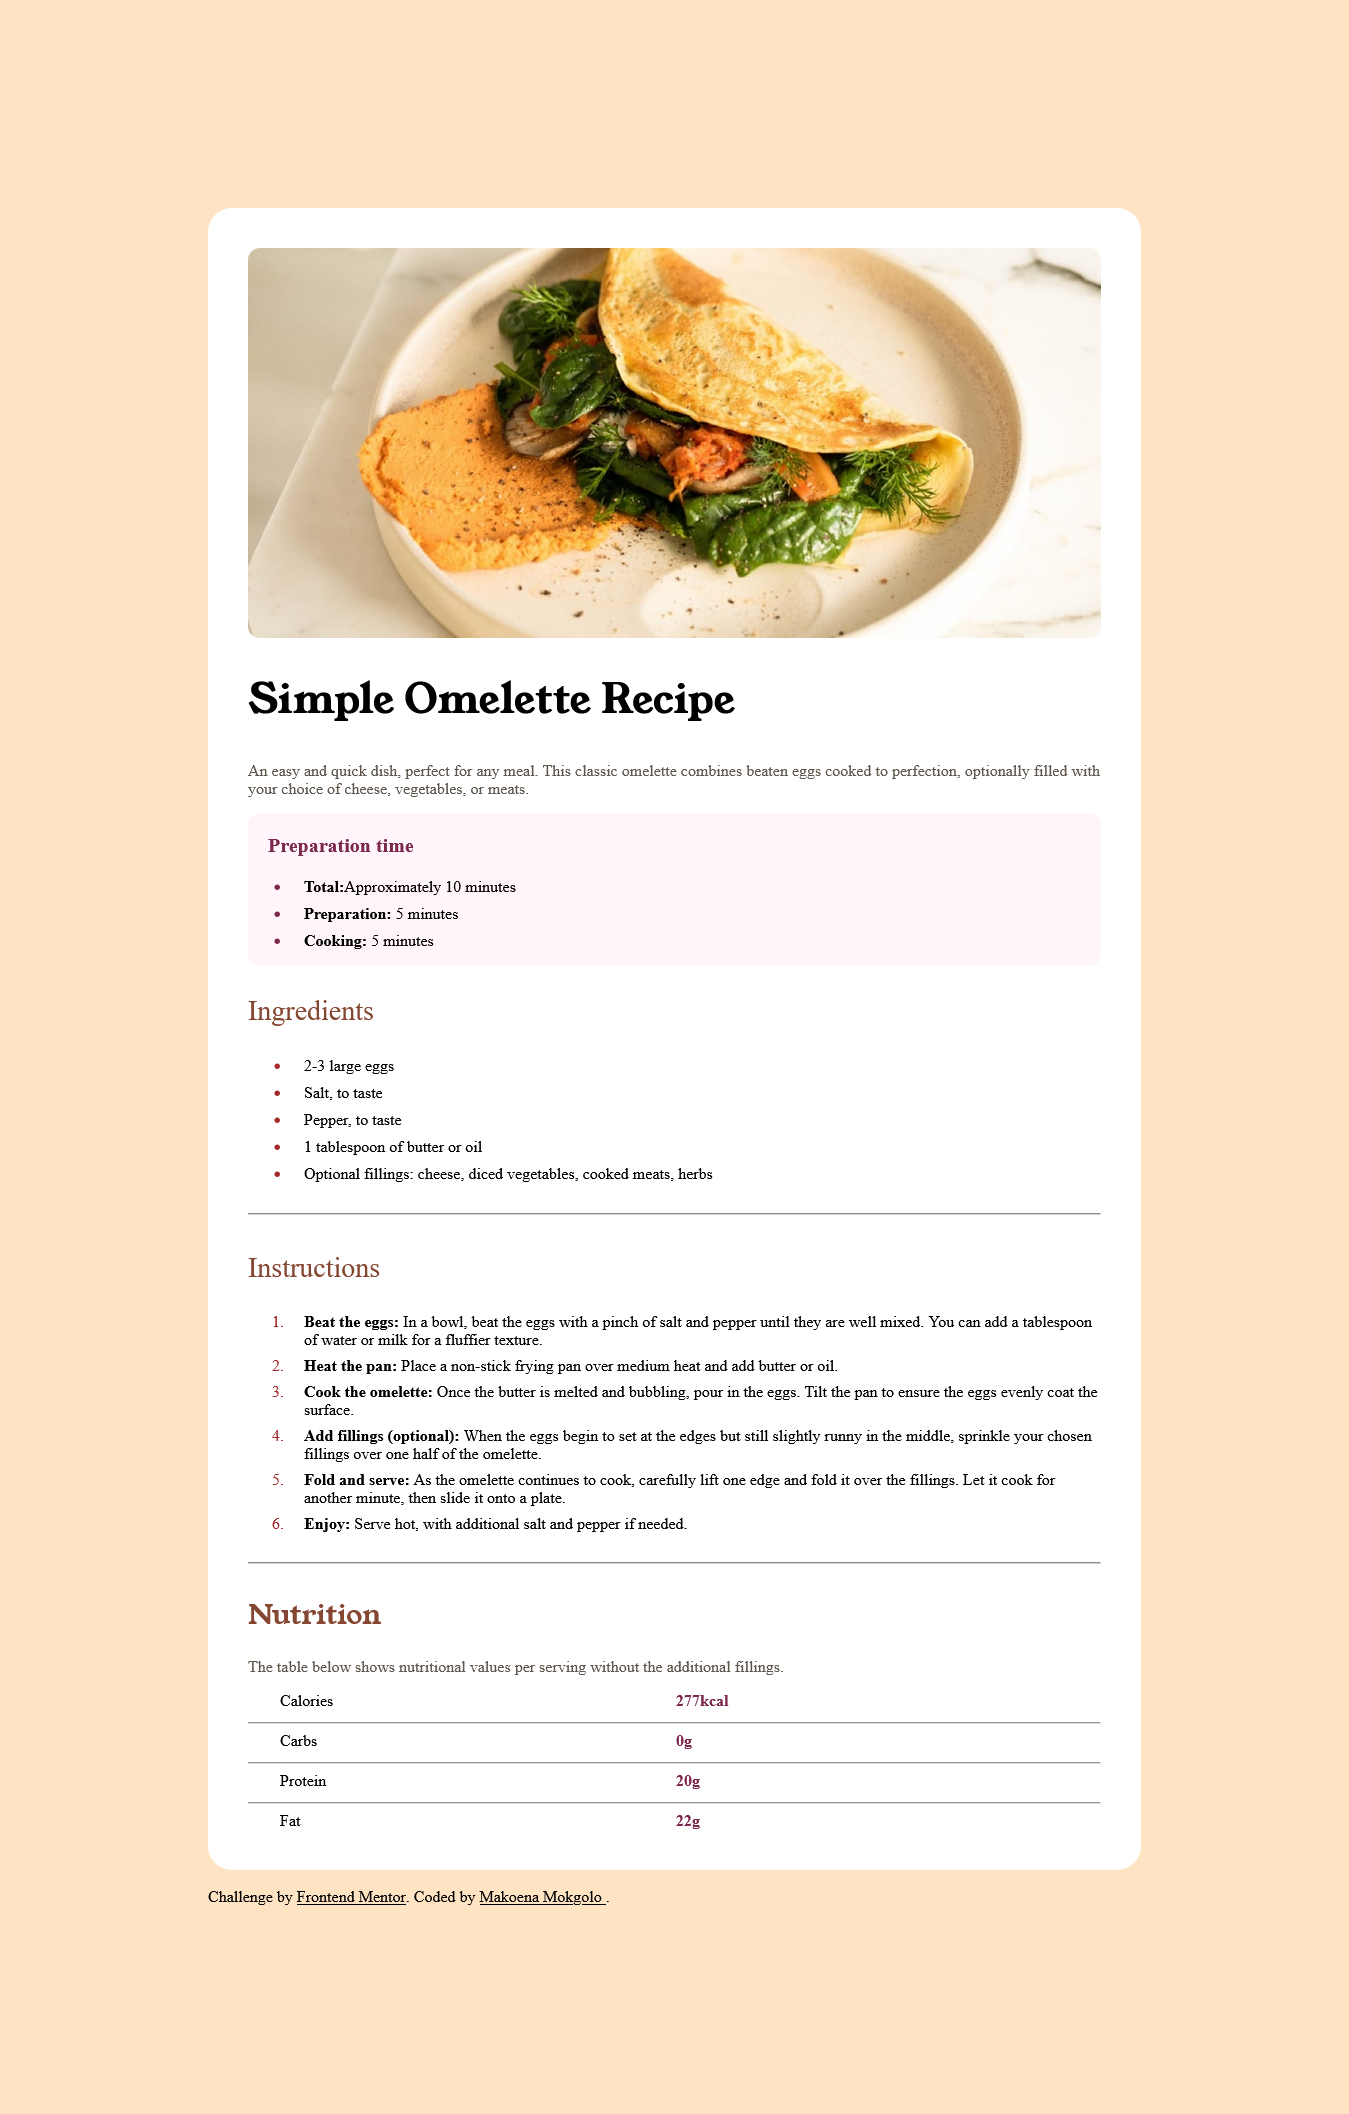 Simple Omelette Recipe
An easy and quick dish, perfect for any meal. This classic omelette combines beaten eggs cooked to perfection, optionally filled with
your choice of cheese, vegetables, or meats.
Preparation time
• Total:Approximately 10 minutes
• Preparation: 5 minutes
• Cooking: 5 minutes
Ingredients
• 2-3 large eggs
• Salt, to taste
• Pepper, to taste
• 1 tablespoon of butter or oil
• Optional fillings: cheese, diced vegetables, cooked meats, herbs
Instructions
1. Beat the eggs: In a bowl, beat the eggs with a pinch of salt and pepper until they are well mixed. You can add a tablespoon
of water or milk for a fluffier texture.
2. Heat the pan: Place a non-stick frying pan over medium heat and add butter or oil.
3. Cook the omelette: Once the butter is melted and bubbling, pour in the eggs. Tilt the pan to ensure the eggs evenly coat the
surface.
4. Add fillings (optional): When the eggs begin to set at the edges but still slightly runny in the middle, sprinkle your chosen
fillings over one half of the omelette.
5. Fold and serve: As the omelette continues to cook, carefully lift one edge and fold it over the fillings. Let it cook for
another minute, then slide it onto a plate.
6. Enjoy: Serve hot, with additional salt and pepper if needed.
Nutrition
The table below shows nutritional values per serving without the additional fillings.
Calories 277kcal
Carbs 0g
Protein 20g
Fat 22g
Challenge by Frontend Mentor. Coded by Makoena Mokgolo .